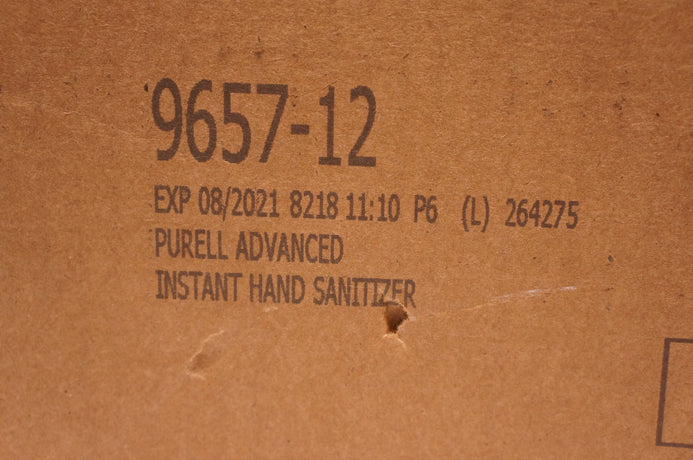 9657-12
EXP 08/2021 8218 11:10 P6 (L) 264275
PURELL ADVANCED
INSTANT HAND SANITIZER